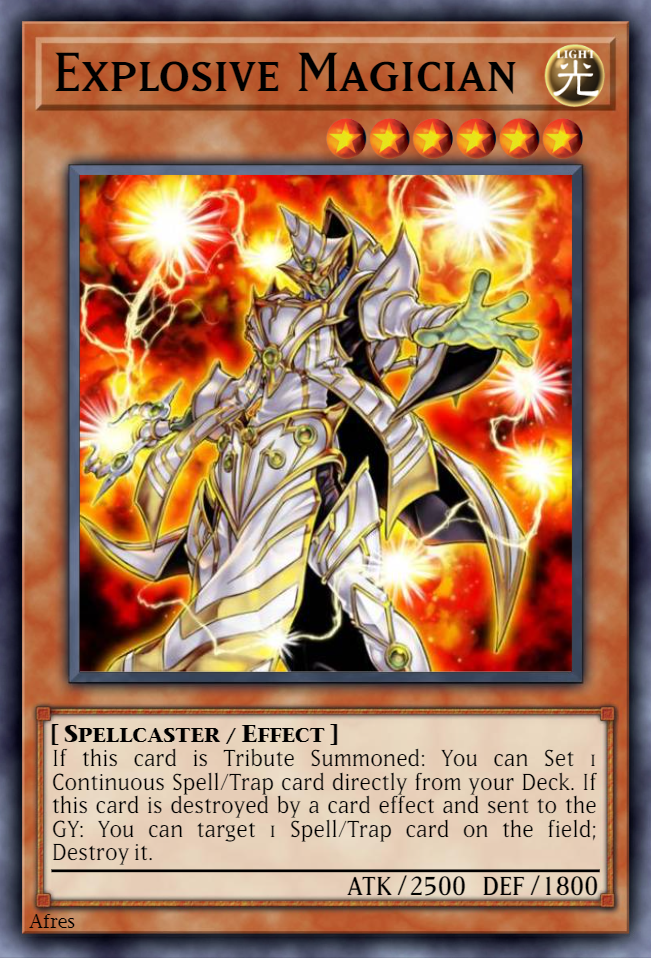 Explosive Magician
LIGHT
光
[ Spellcaster / Effect ]
If this card is Tribute Summoned: You can Set 1
Continuous Spell/Trap card directly from your Deck. If
this card is destroyed by a card effect and sent to the
GY: You can target 1 Spell/Trap card on the field;
Destroy it.
ATK / 2500 DEF / 1800
Afres